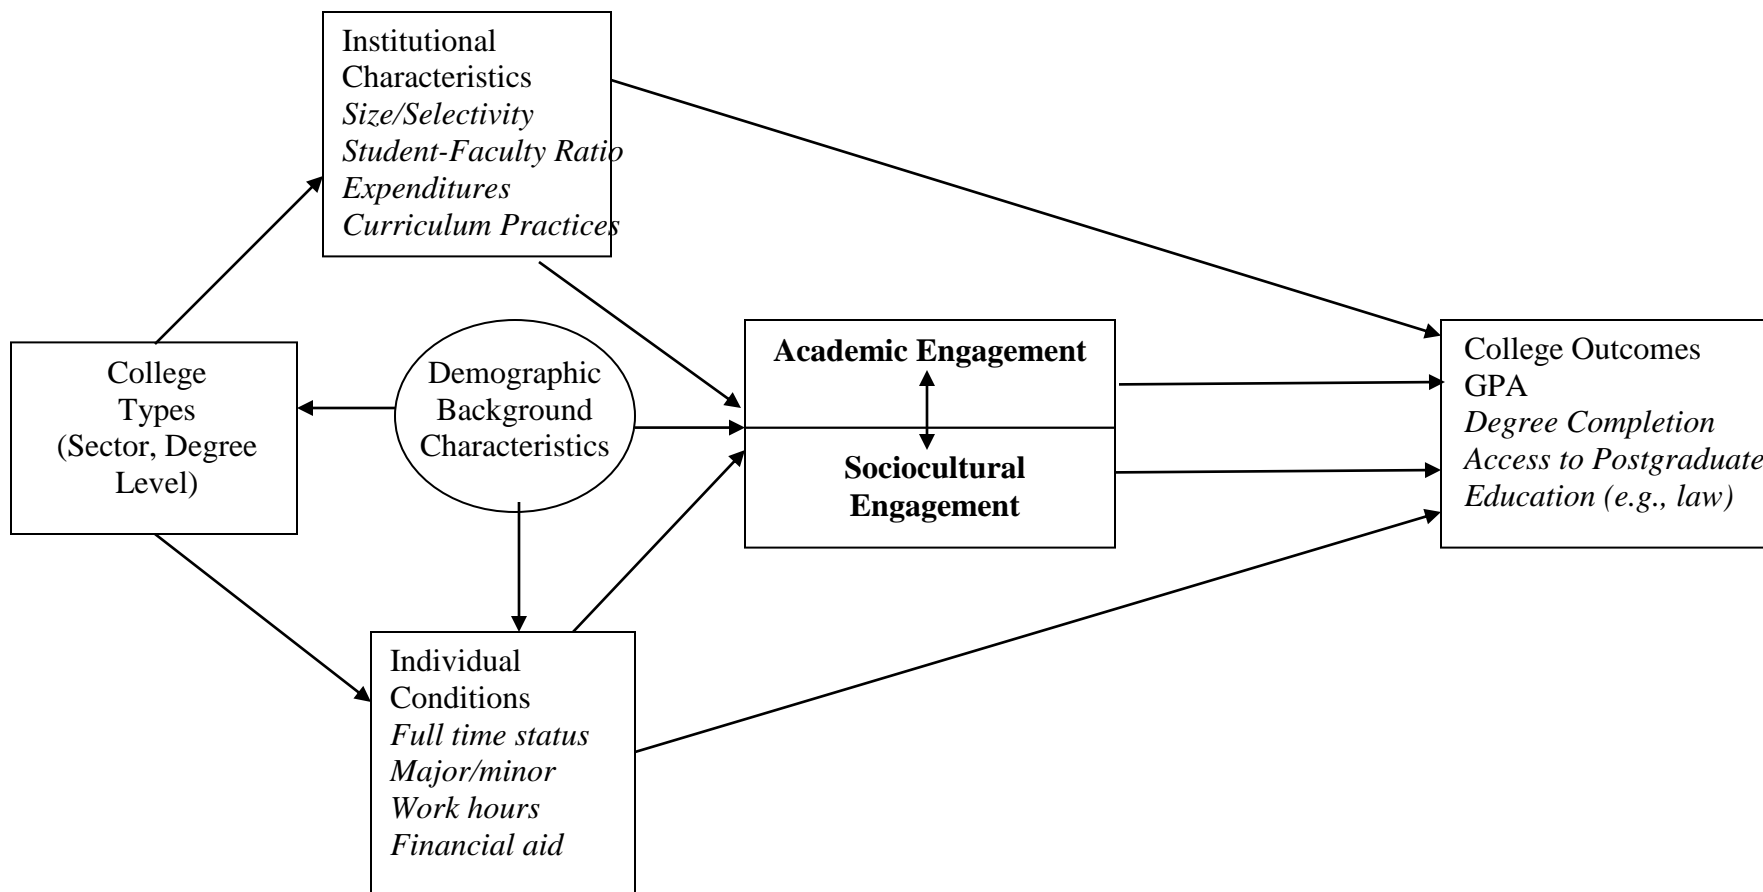 Institutional
Characteristics
Size/Selectivity
Student-Faculty Ratio
Expenditures
Curriculum Practices
College
Types
(Sector, Degree
Level)
Demographic
Background
Characteristics
Academic Engagement
Sociocultural
Engagement
College Outcomes
GPA
Degree Completion
Access to Postgraduate
Education (e.g., law)
Individual
Conditions
Full time status
Major/minor
Work hours
Financial aid